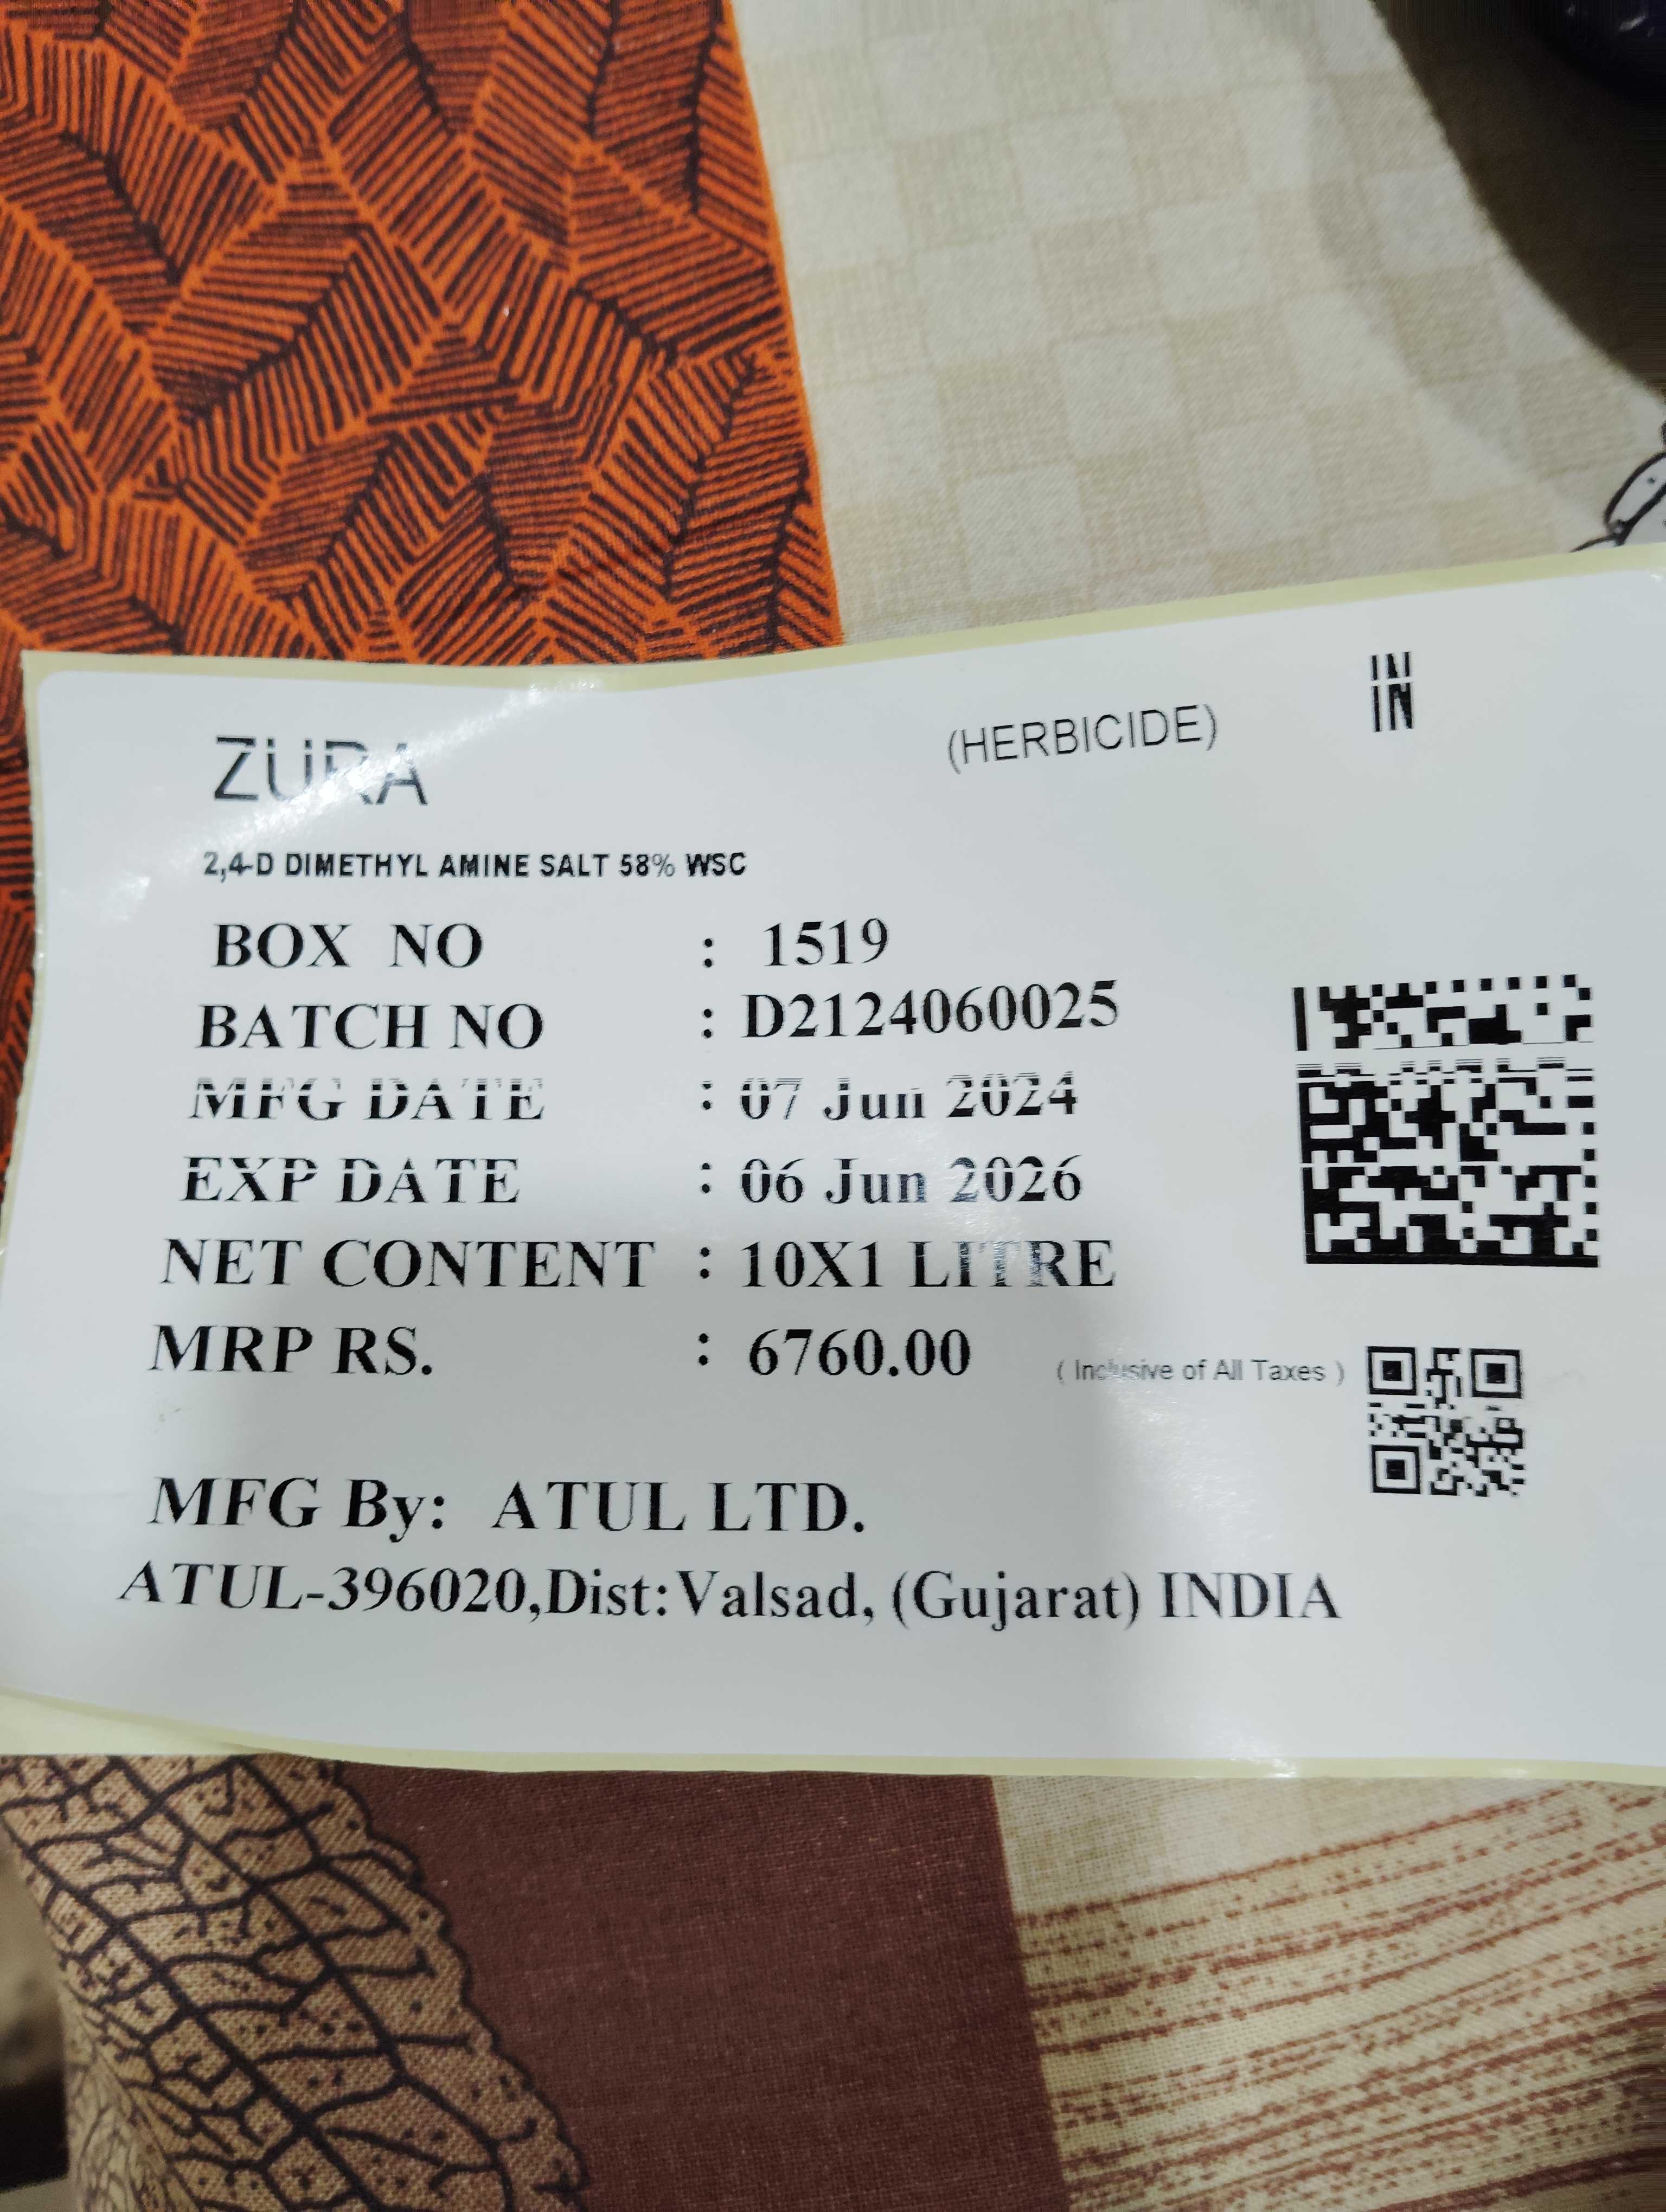 ZURA (HERBICIDE) IN
2,4-D DIMETHYL AMINE SALT 58% WSC
BOX NO : 1519
BATCH NO : D2124060025
MFG DATE : 07 Jun 2024
EXP DATE : 06 Jun 2026
NET CONTENT : 10X1 LITRE
MRP RS. : 6760.00 ( Inclusive of All Taxes )
MFG By: ATUL LTD.
ATUL-396020,Dist:Valsad, (Gujarat) INDIA